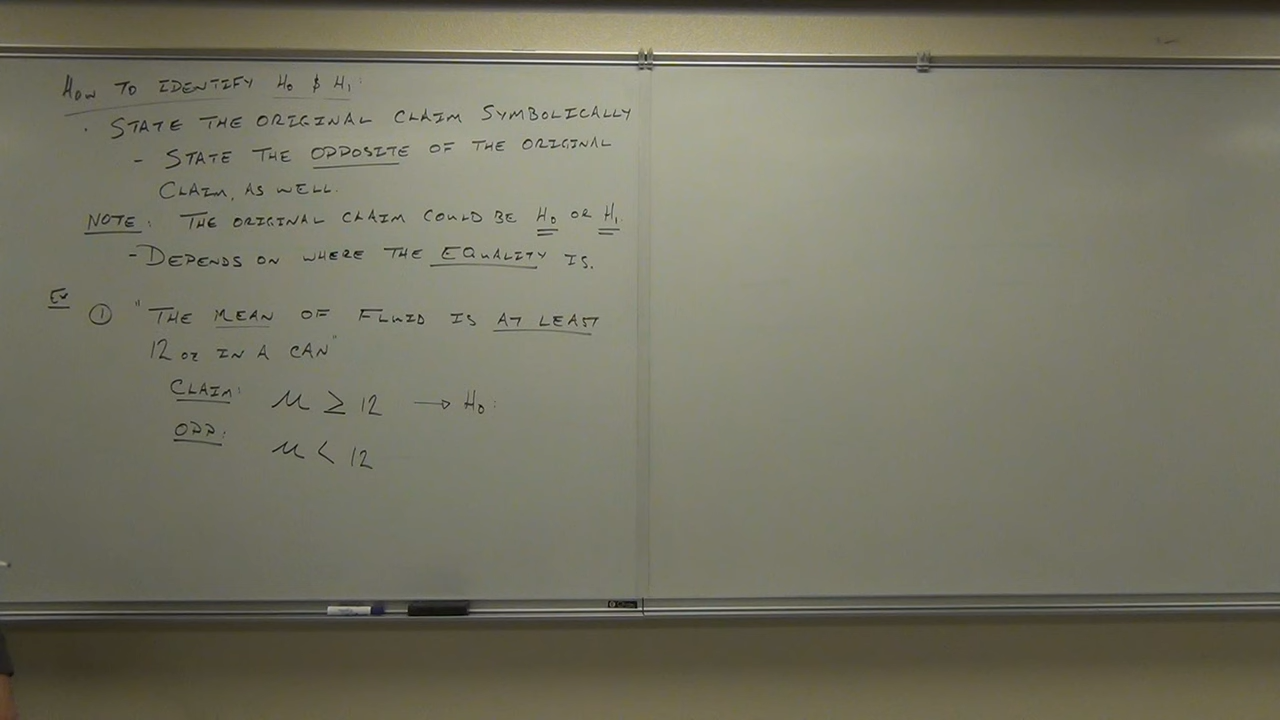 HOW TO IDENTIFY H₀ & H₁:
· STATE THE ORIGINAL CLAIM SYMBOLICALLY
- STATE THE OPPOSITE OF THE ORIGINAL
CLAIM, AS WELL.
NOTE: THE ORIGINAL CLAIM COULD BE H₀ OR H₁.
- DEPENDS ON WHERE THE EQUALITY IS.
EX ① "THE MEAN OF FLUID IS AT LEAST
12 OZ IN A CAN"
CLAIM: μ ≥ 12 → H₀:
OPP: μ < 12